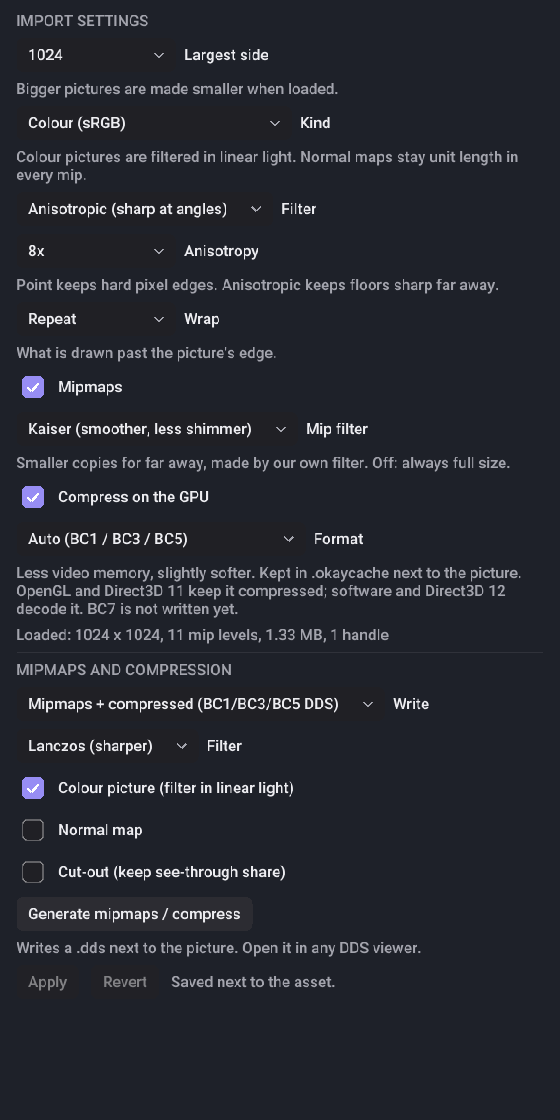 IMPORT SETTINGS
1024 Largest side
Bigger pictures are made smaller when loaded.
Colour (sRGB) Kind
Colour pictures are filtered in linear light. Normal maps stay unit length in
every mip.
Anisotropic (sharp at angles) Filter
8x Anisotropy
Point keeps hard pixel edges. Anisotropic keeps floors sharp far away.
Repeat Wrap
What is drawn past the picture's edge.
Mipmaps
Kaiser (smoother, less shimmer) Mip filter
Smaller copies for far away, made by our own filter. Off: always full size.
Compress on the GPU
Auto (BC1 / BC3 / BC5) Format
Less video memory, slightly softer. Kept in .okaycache next to the picture.
OpenGL and Direct3D 11 keep it compressed; software and Direct3D 12
decode it. BC7 is not written yet.
Loaded: 1024 x 1024, 11 mip levels, 1.33 MB, 1 handle
MIPMAPS AND COMPRESSION
Mipmaps + compressed (BC1/BC3/BC5 DDS) Write
Lanczos (sharper) Filter
Colour picture (filter in linear light)
Normal map
Cut-out (keep see-through share)
Generate mipmaps / compress
Writes a .dds next to the picture. Open it in any DDS viewer.
Apply Revert Saved next to the asset.